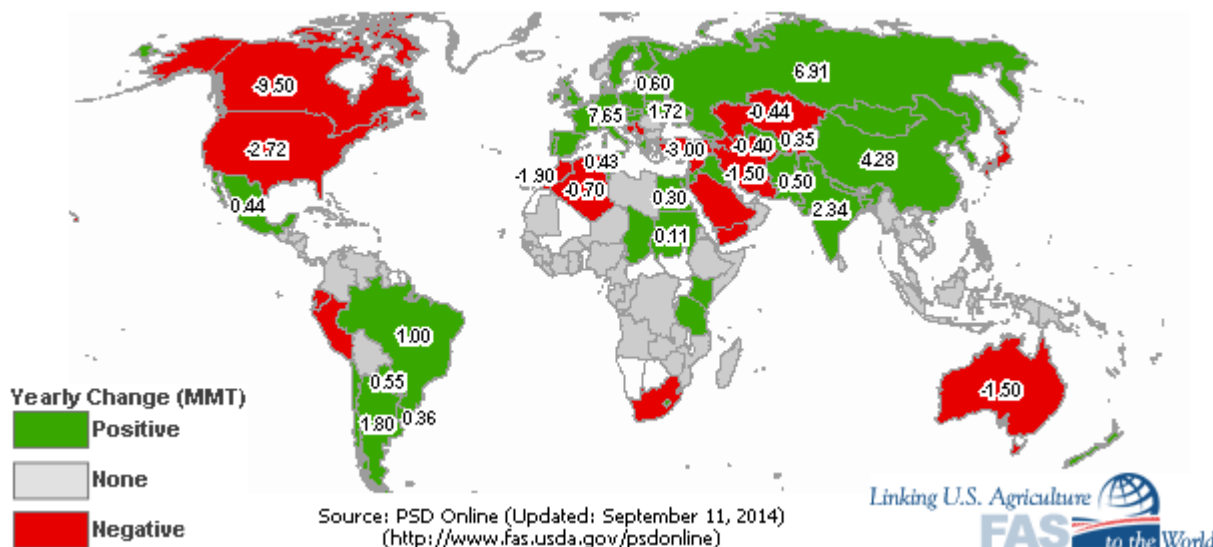 -9.50
-2.72
0.44
1.00
0.55
1.80
0.36
0.60
1.72
7.65
-3.00
0.43
-1.90
-0.70
0.30
0.11
6.91
-0.44
0.35
-0.40
-1.50
0.50
4.28
2.34
-1.50
Yearly Change (MMT)
Positive
None
Negative
Source: PSD Online (Updated: September 11, 2014)
(http://www.fas.usda.gov/psdonline)
Linking U.S. Agriculture
FAS
to the World